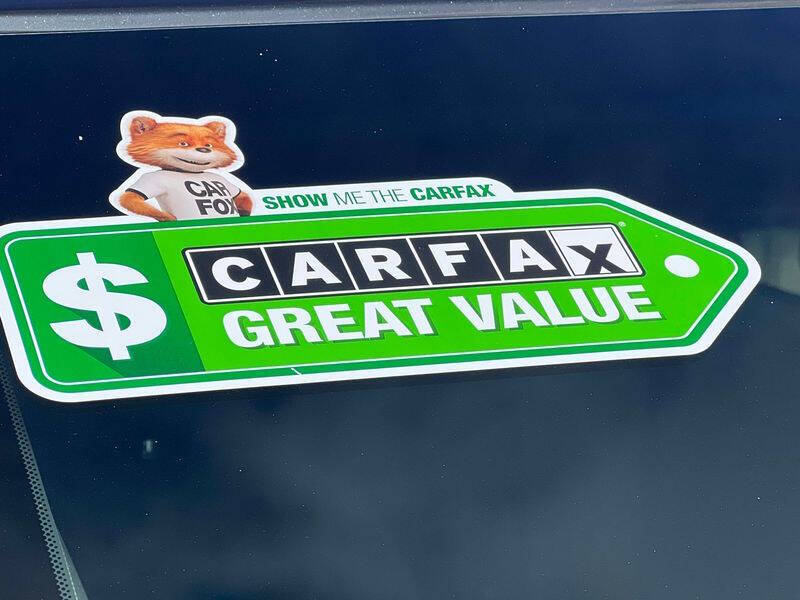 CAR
FOX
SHOW ME THE CARFAX®
$ CARFAX®
GREAT VALUE